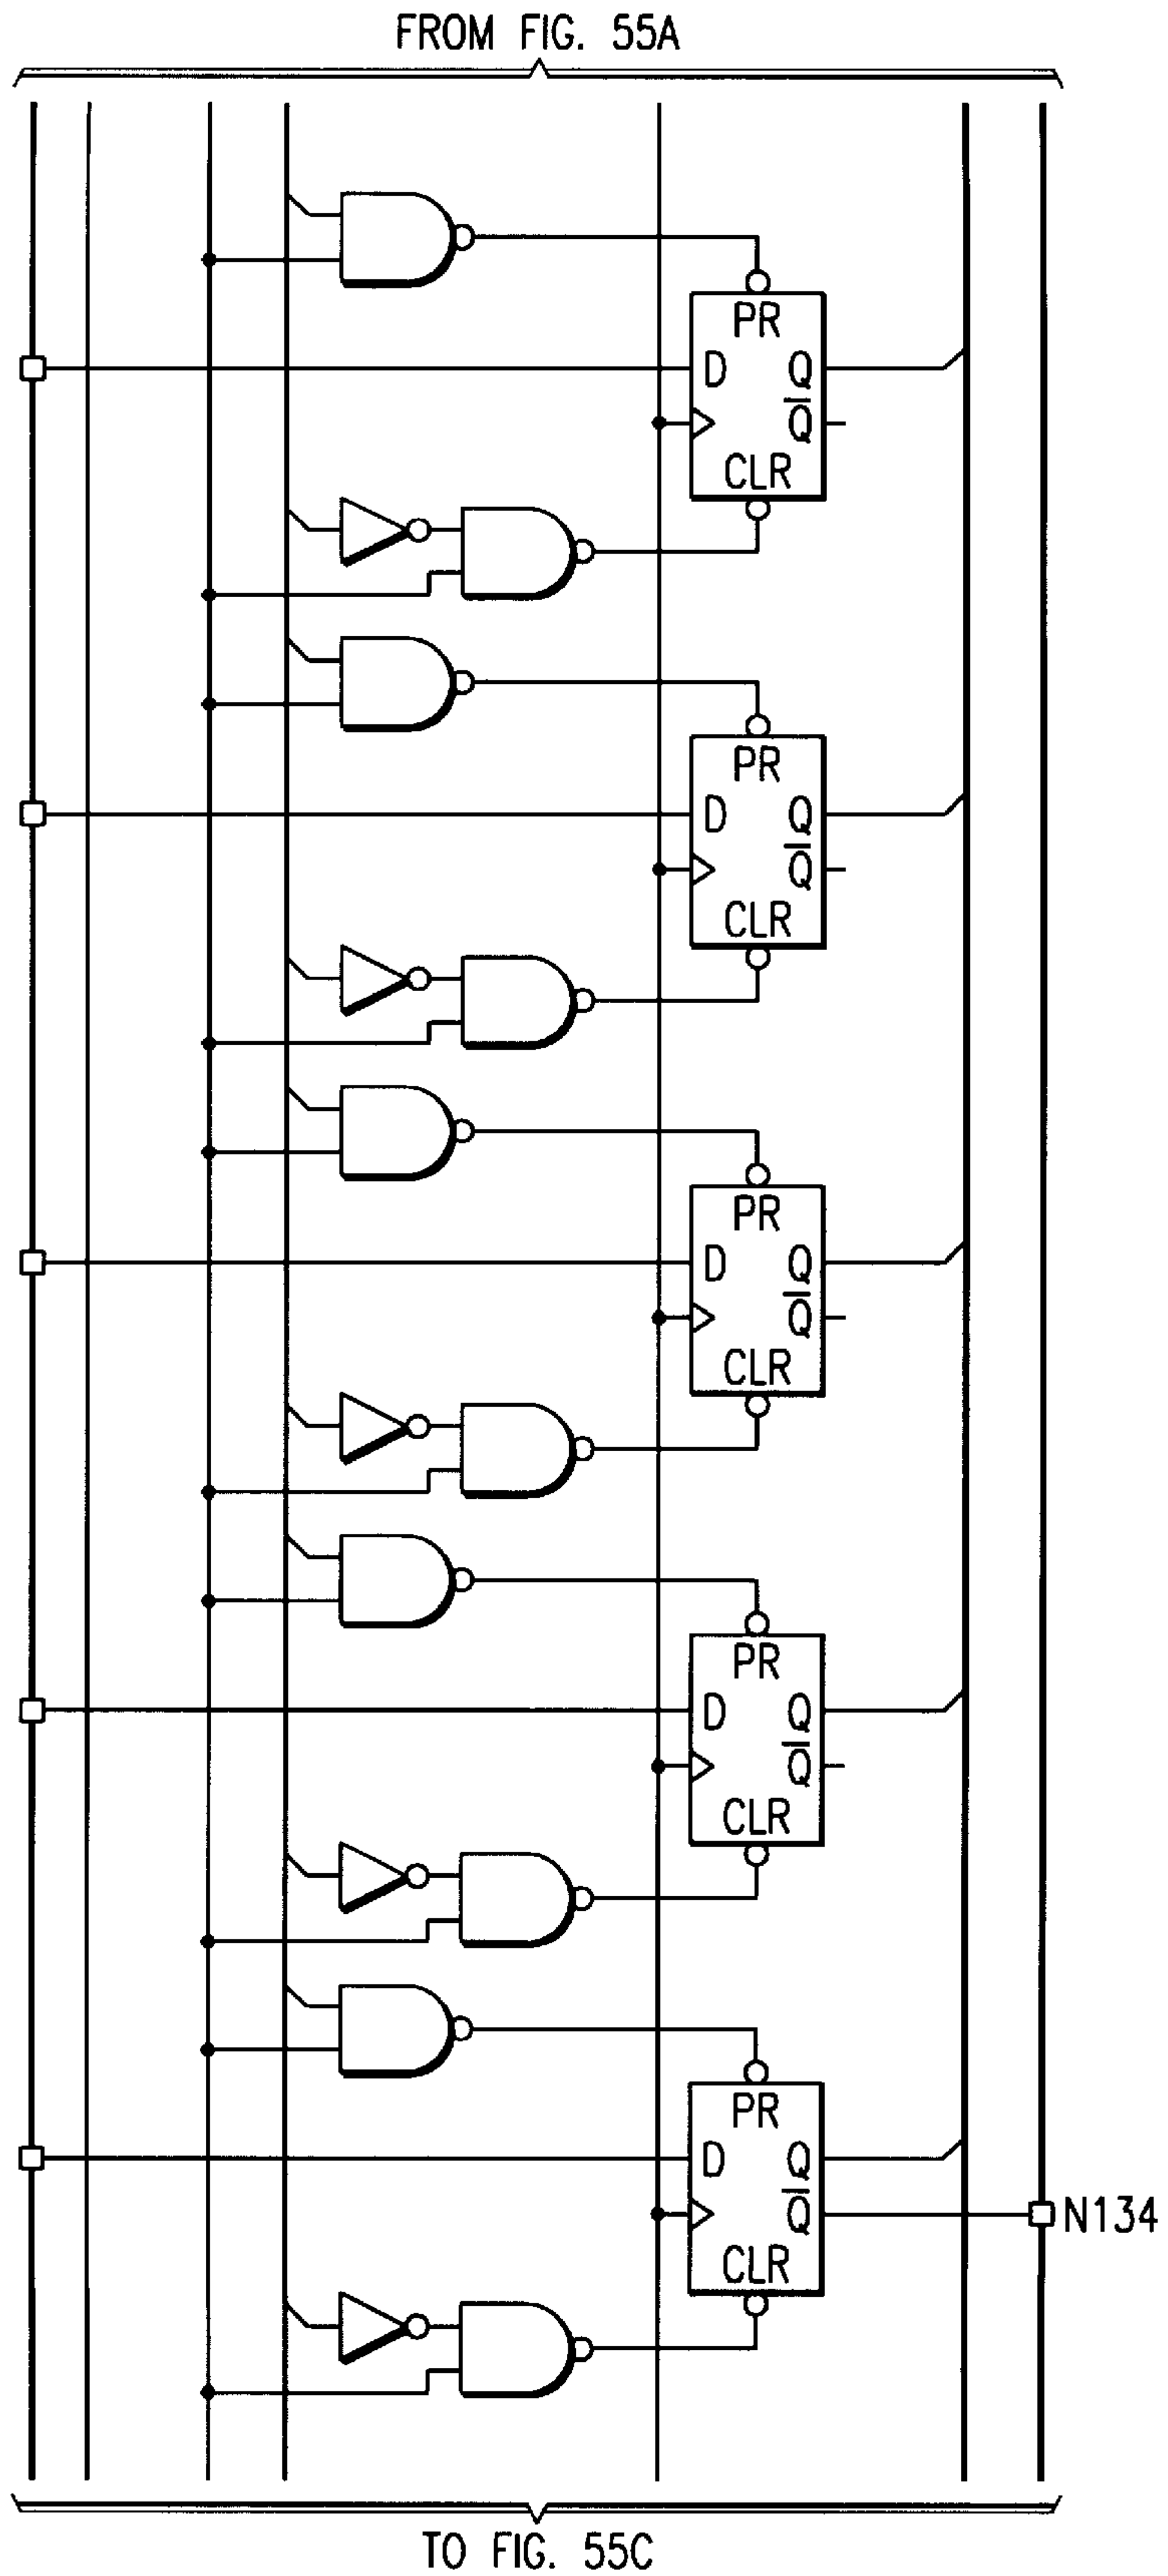 FROM FIG. 55A
PR
D Q
Q̅
CLR
PR
D Q
Q̅
CLR
PR
D Q
Q̅
CLR
PR
D Q
Q̅
CLR
PR
D Q
Q̅ N134
CLR
TO FIG. 55C